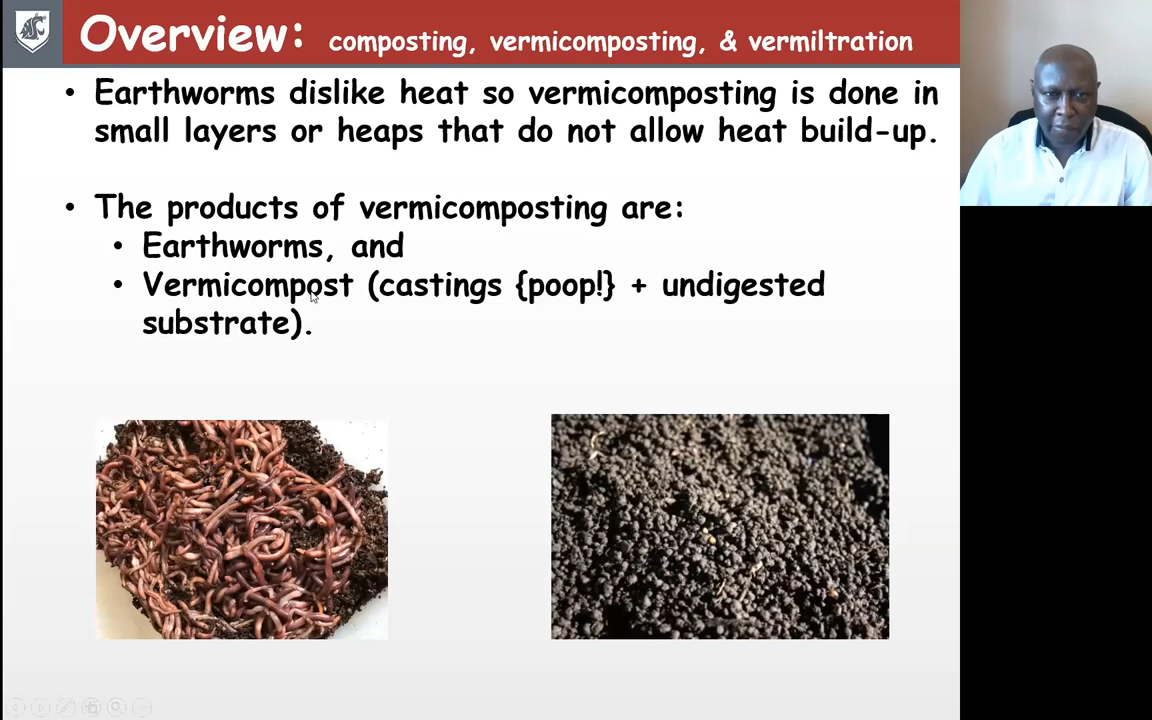 Overview: composting, vermicomposting, & vermiltration
• Earthworms dislike heat so vermicomposting is done in
small layers or heaps that do not allow heat build-up.
• The products of vermicomposting are:
• Earthworms, and
• Vermicompost (castings {poop!} + undigested
substrate).